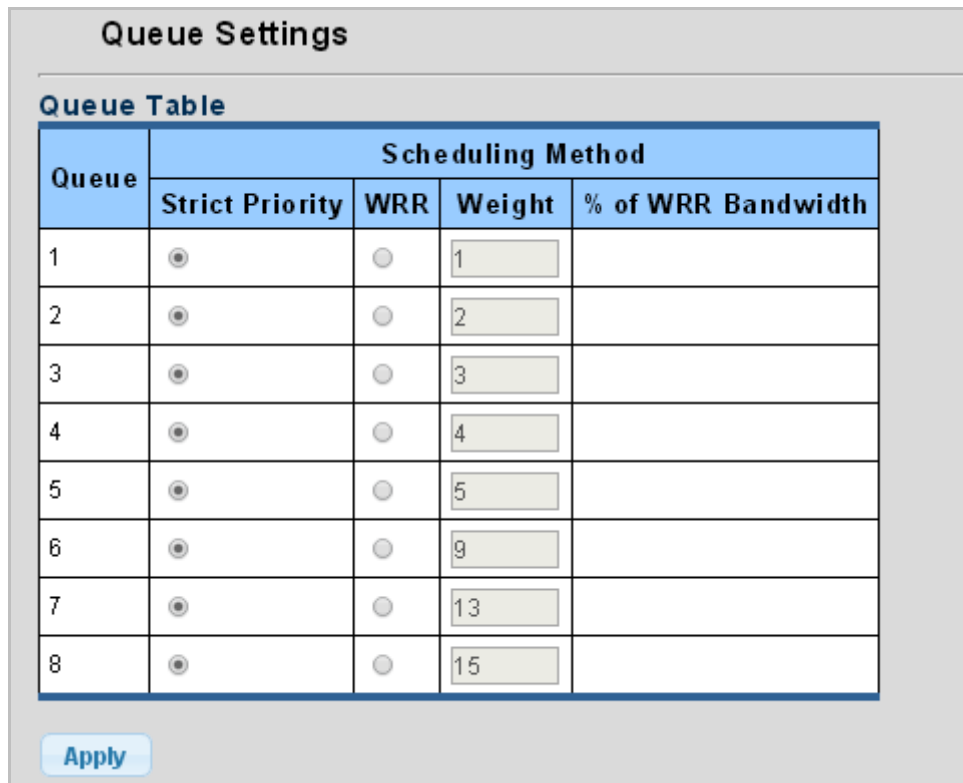 Queue Settings
Queue Table
Queue
Scheduling Method
Strict Priority WRR Weight % of WRR Bandwidth
1 1
2 2
3 3
4 4
5 5
6 9
7 13
8 15
Apply